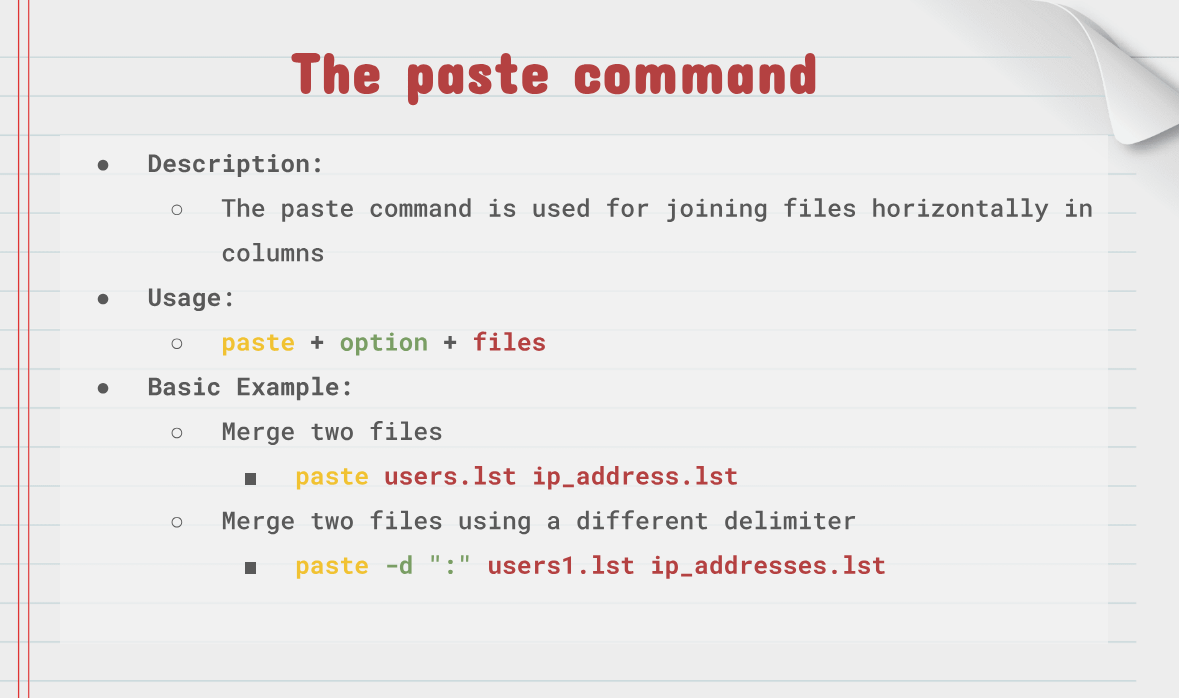 The paste command
● Description:
○ The paste command is used for joining files horizontally in
columns
● Usage:
○ paste + option + files
● Basic Example:
○ Merge two files
■ paste users.lst ip_address.lst
○ Merge two files using a different delimiter
■ paste -d ":" users1.lst ip_addresses.lst